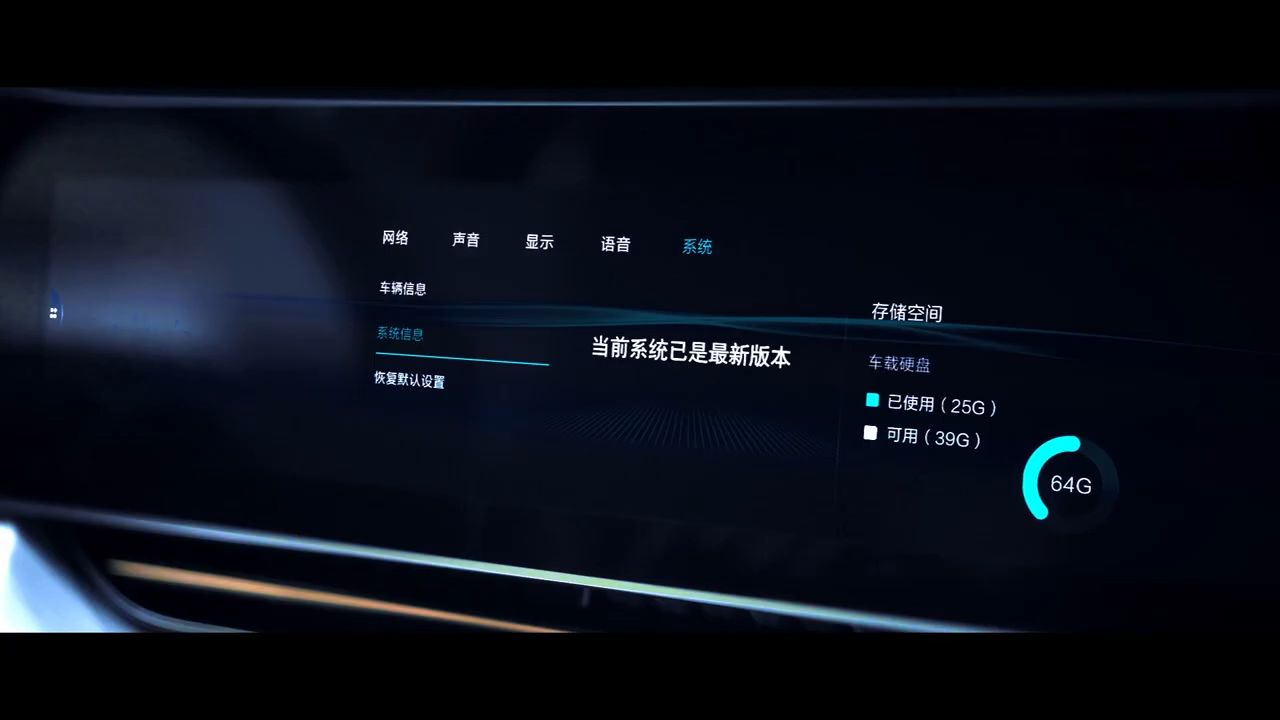 网络 声音 显示 语音 系统
车辆信息
系统信息
恢复默认设置
当前系统已是最新版本
存储空间
车载硬盘
已使用（25G）
可用（39G）
64G